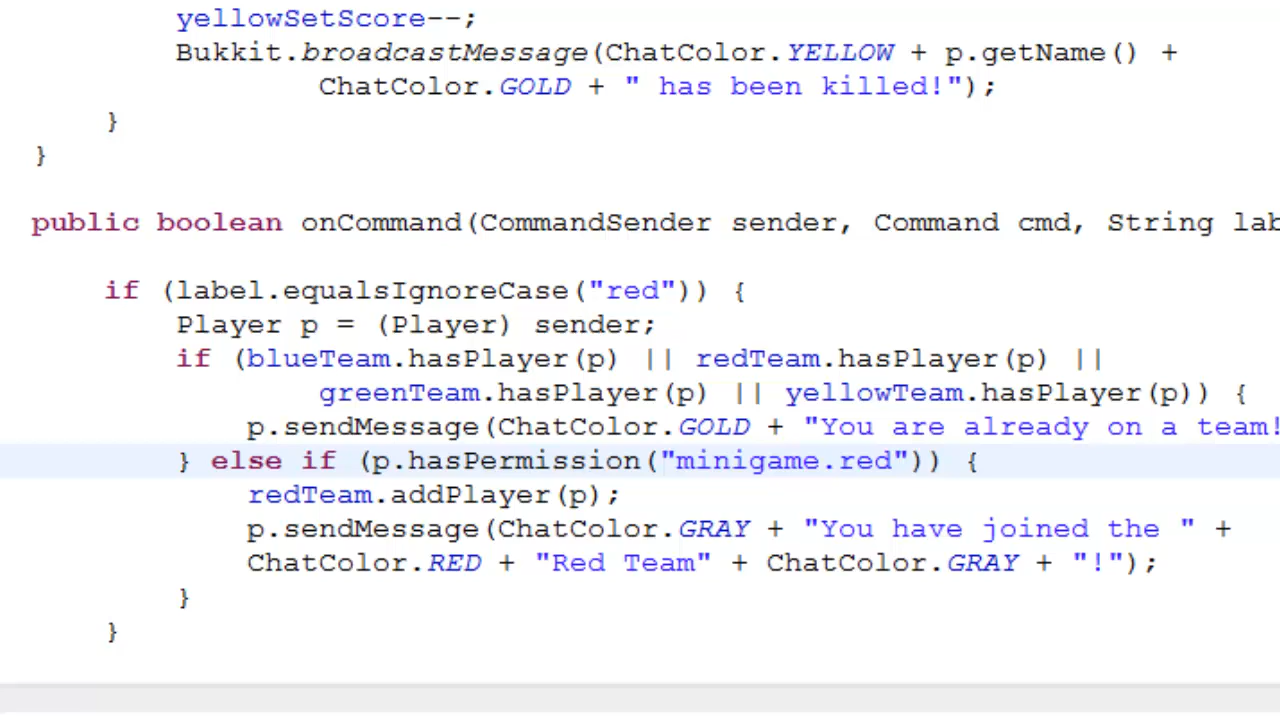 yellowSetScore--;
Bukkit.broadcastMessage(ChatColor.YELLOW + p.getName() +
ChatColor.GOLD + " has been killed!");
}
}
public boolean onCommand(CommandSender sender, Command cmd, String lab
if (label.equalsIgnoreCase("red")) {
Player p = (Player) sender;
if (blueTeam.hasPlayer(p) || redTeam.hasPlayer(p) ||
greenTeam.hasPlayer(p) || yellowTeam.hasPlayer(p)) {
p.sendMessage(ChatColor.GOLD + "You are already on a team!
} else if (p.hasPermission("minigame.red")) {
redTeam.addPlayer(p);
p.sendMessage(ChatColor.GRAY + "You have joined the " +
ChatColor.RED + "Red Team" + ChatColor.GRAY + "!");
}
}